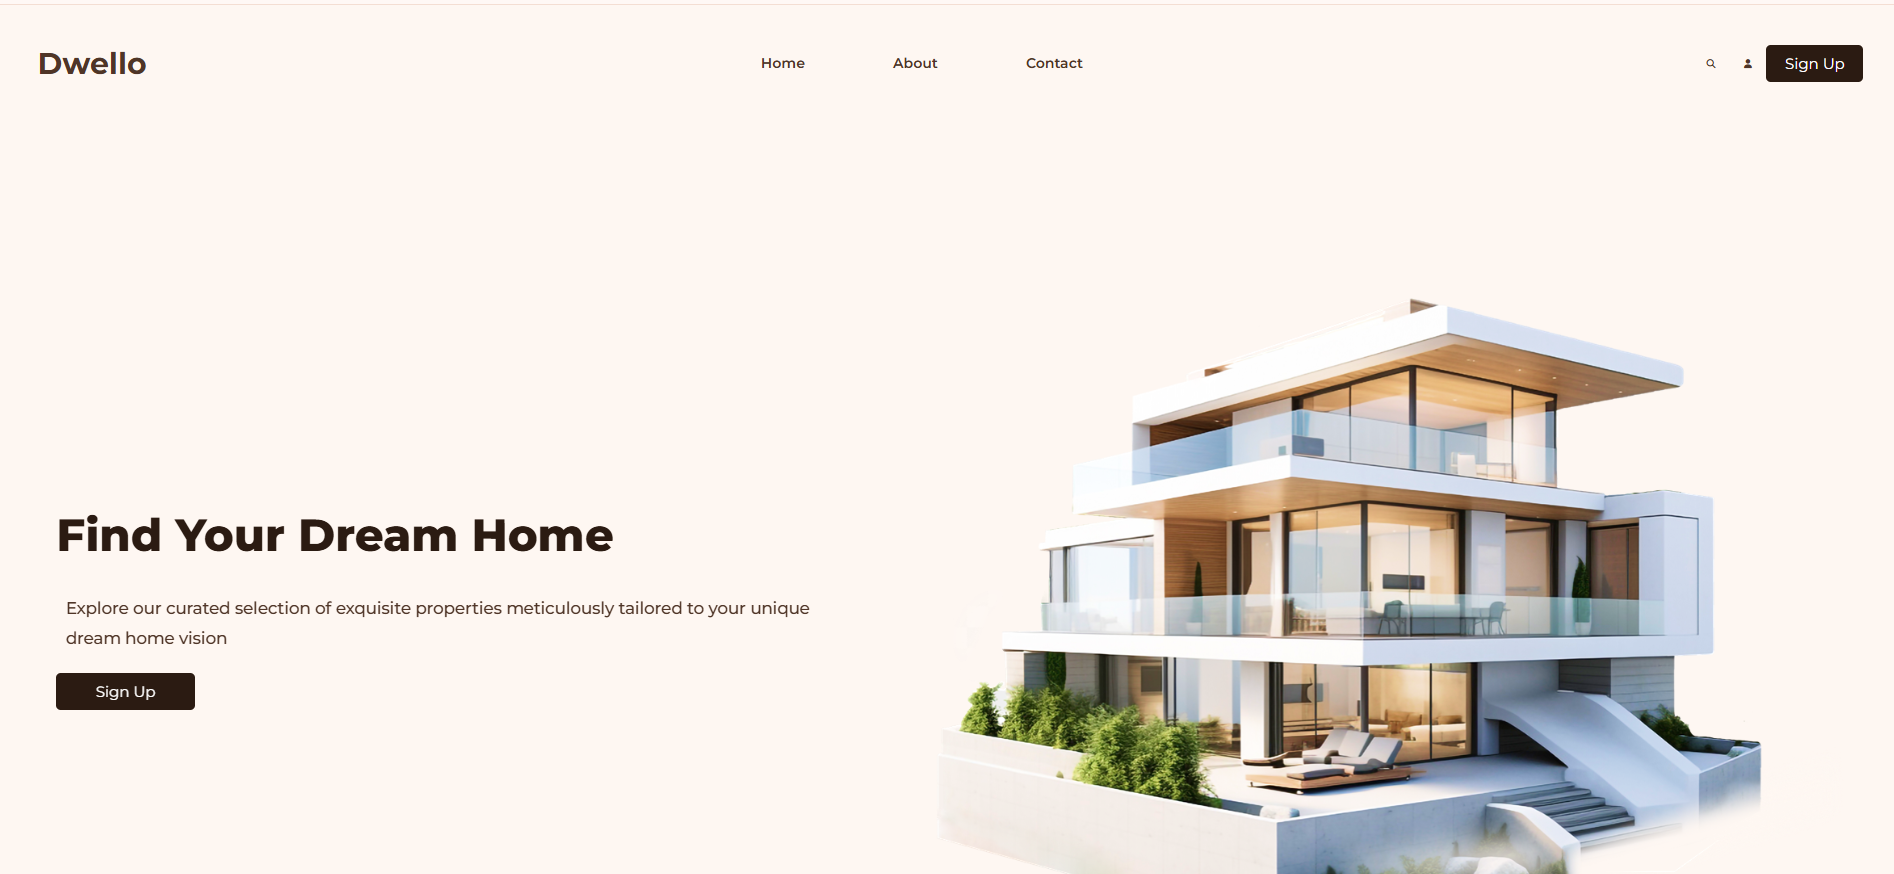 Dwello
Home
About
Contact
Sign Up
Find Your Dream Home
Explore our curated selection of exquisite properties meticulously tailored to your unique
dream home vision
Sign Up